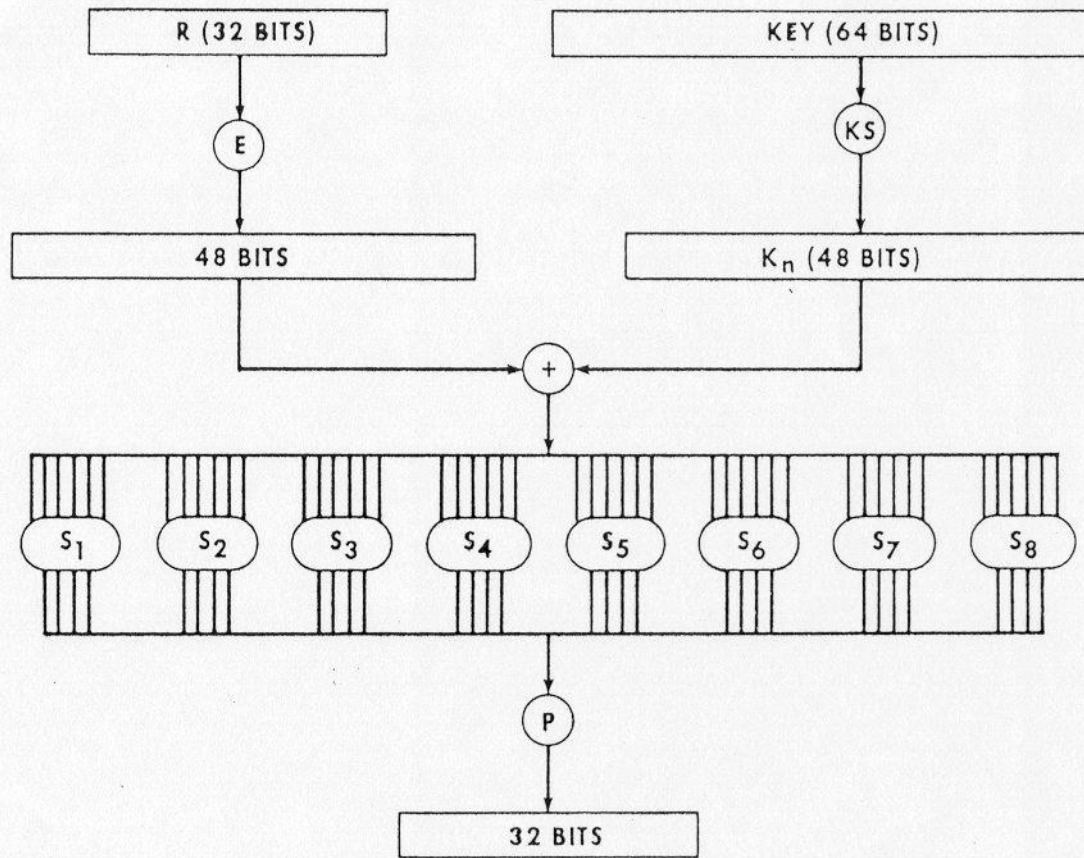 R (32 BITS)
KEY (64 BITS)
E
KS
48 BITS
Kn (48 BITS)
+
S1
S2
S3
S4
S5
S6
S7
S8
P
32 BITS